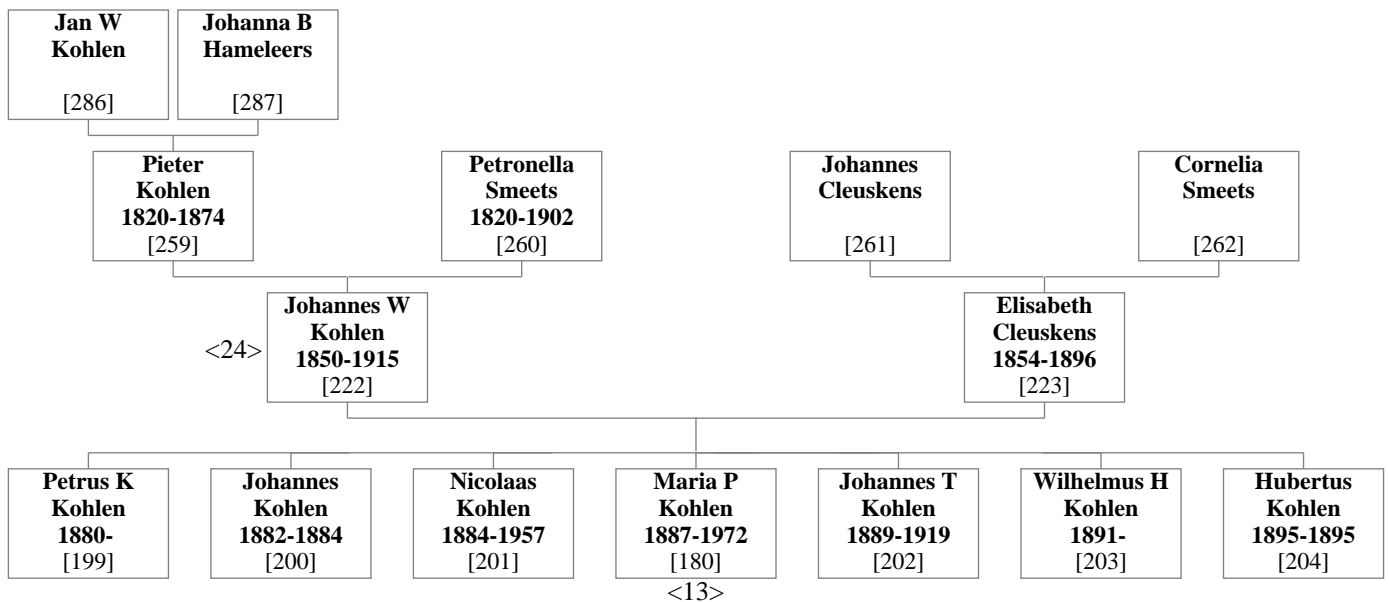 Jan W
Kohlen
[286]
Johanna B
Hameleers
[287]
Pieter
Kohlen
1820-1874
[259]
Petronella
Smeets
1820-1902
[260]
Johannes
Cleuskens
[261]
Cornelia
Smeets
[262]
<24>
Johannes W
Kohlen
1850-1915
[222]
Elisabeth
Cleuskens
1854-1896
[223]
Petrus K
Kohlen
1880-
[199]
Johannes
Kohlen
1882-1884
[200]
Nicolaas
Kohlen
1884-1957
[201]
Maria P
Kohlen
1887-1972
[180]
<13>
Johannes T
Kohlen
1889-1919
[202]
Wilhelmus H
Kohlen
1891-
[203]
Hubertus
Kohlen
1895-1895
[204]